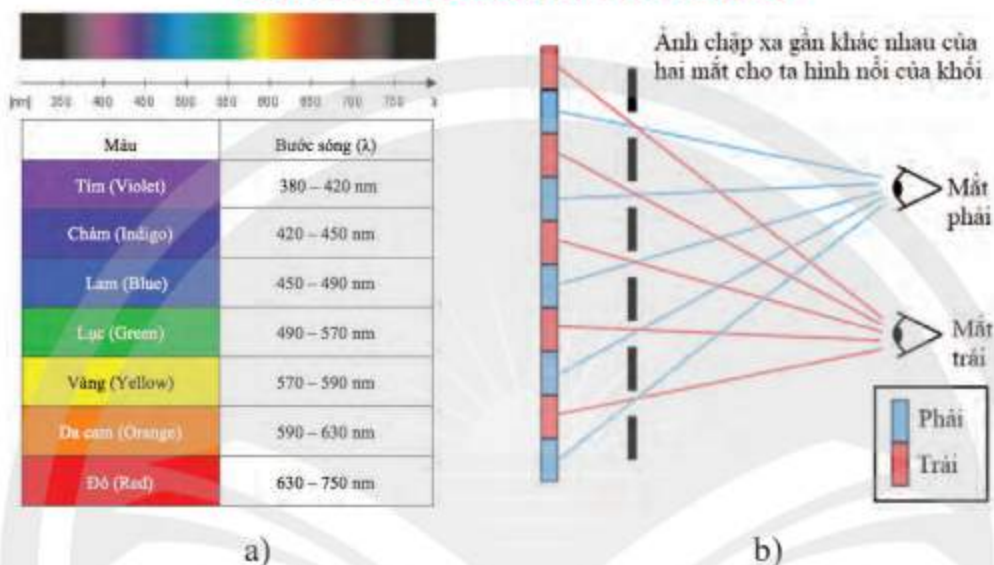 [nm] 350 400 450 500 550 600 650 700 750 λ
Màu Bước sóng (λ)
Tím (Violet) 380 – 420 nm
Chàm (Indigo) 420 – 450 nm
Lam (Blue) 450 – 490 nm
Lục (Green) 490 – 570 nm
Vàng (Yellow) 570 – 590 nm
Da cam (Orange) 590 – 630 nm
Đỏ (Red) 630 – 750 nm
a)
Ảnh chập xa gần khác nhau của
hai mắt cho ta hình nổi của khối
Mắt
phải
Mắt
trái
Phải
Trái
b)